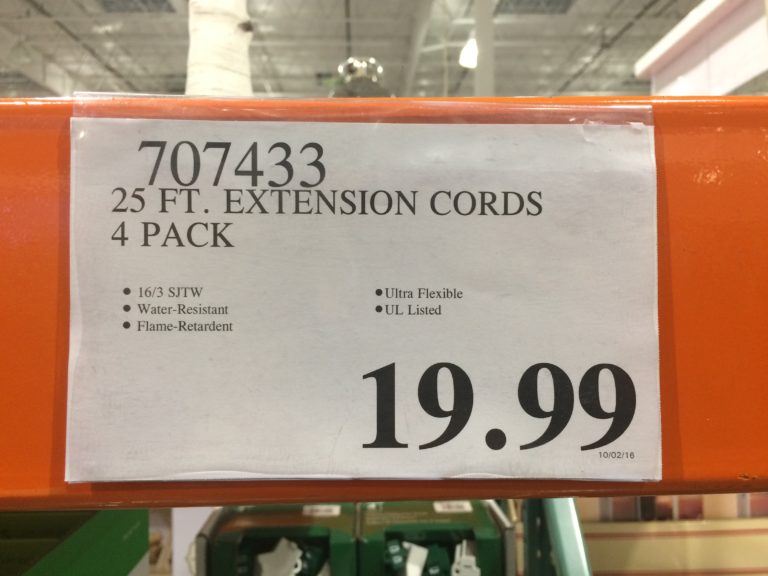 707433
25 FT. EXTENSION CORDS
4 PACK
• 16/3 SJTW
• Water-Resistant
• Flame-Retardent
• Ultra Flexible
• UL Listed
19.99
10/02/16